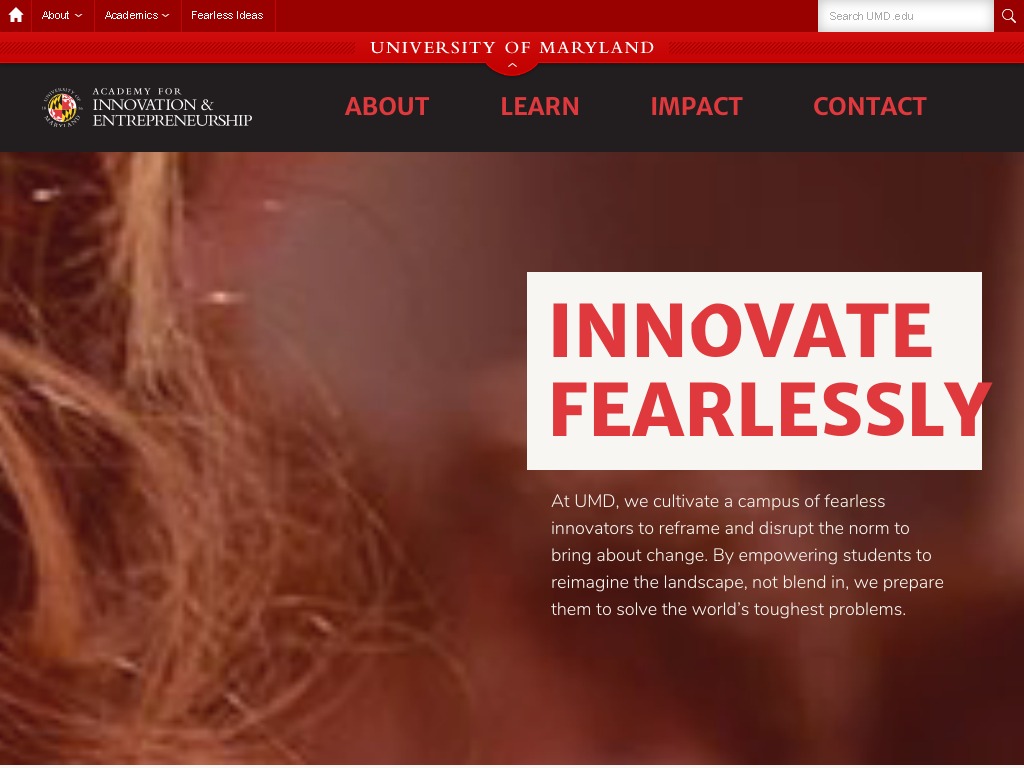 About
Academics
Fearless Ideas
Search UMD.edu
UNIVERSITY OF MARYLAND
UNIVERSITY OF MARYLAND
ACADEMY FOR
INNOVATION &
ENTREPRENEURSHIP
ABOUT
LEARN
IMPACT
CONTACT
INNOVATE
FEARLESSLY
At UMD, we cultivate a campus of fearless
innovators to reframe and disrupt the norm to
bring about change. By empowering students to
reimagine the landscape, not blend in, we prepare
them to solve the world’s toughest problems.